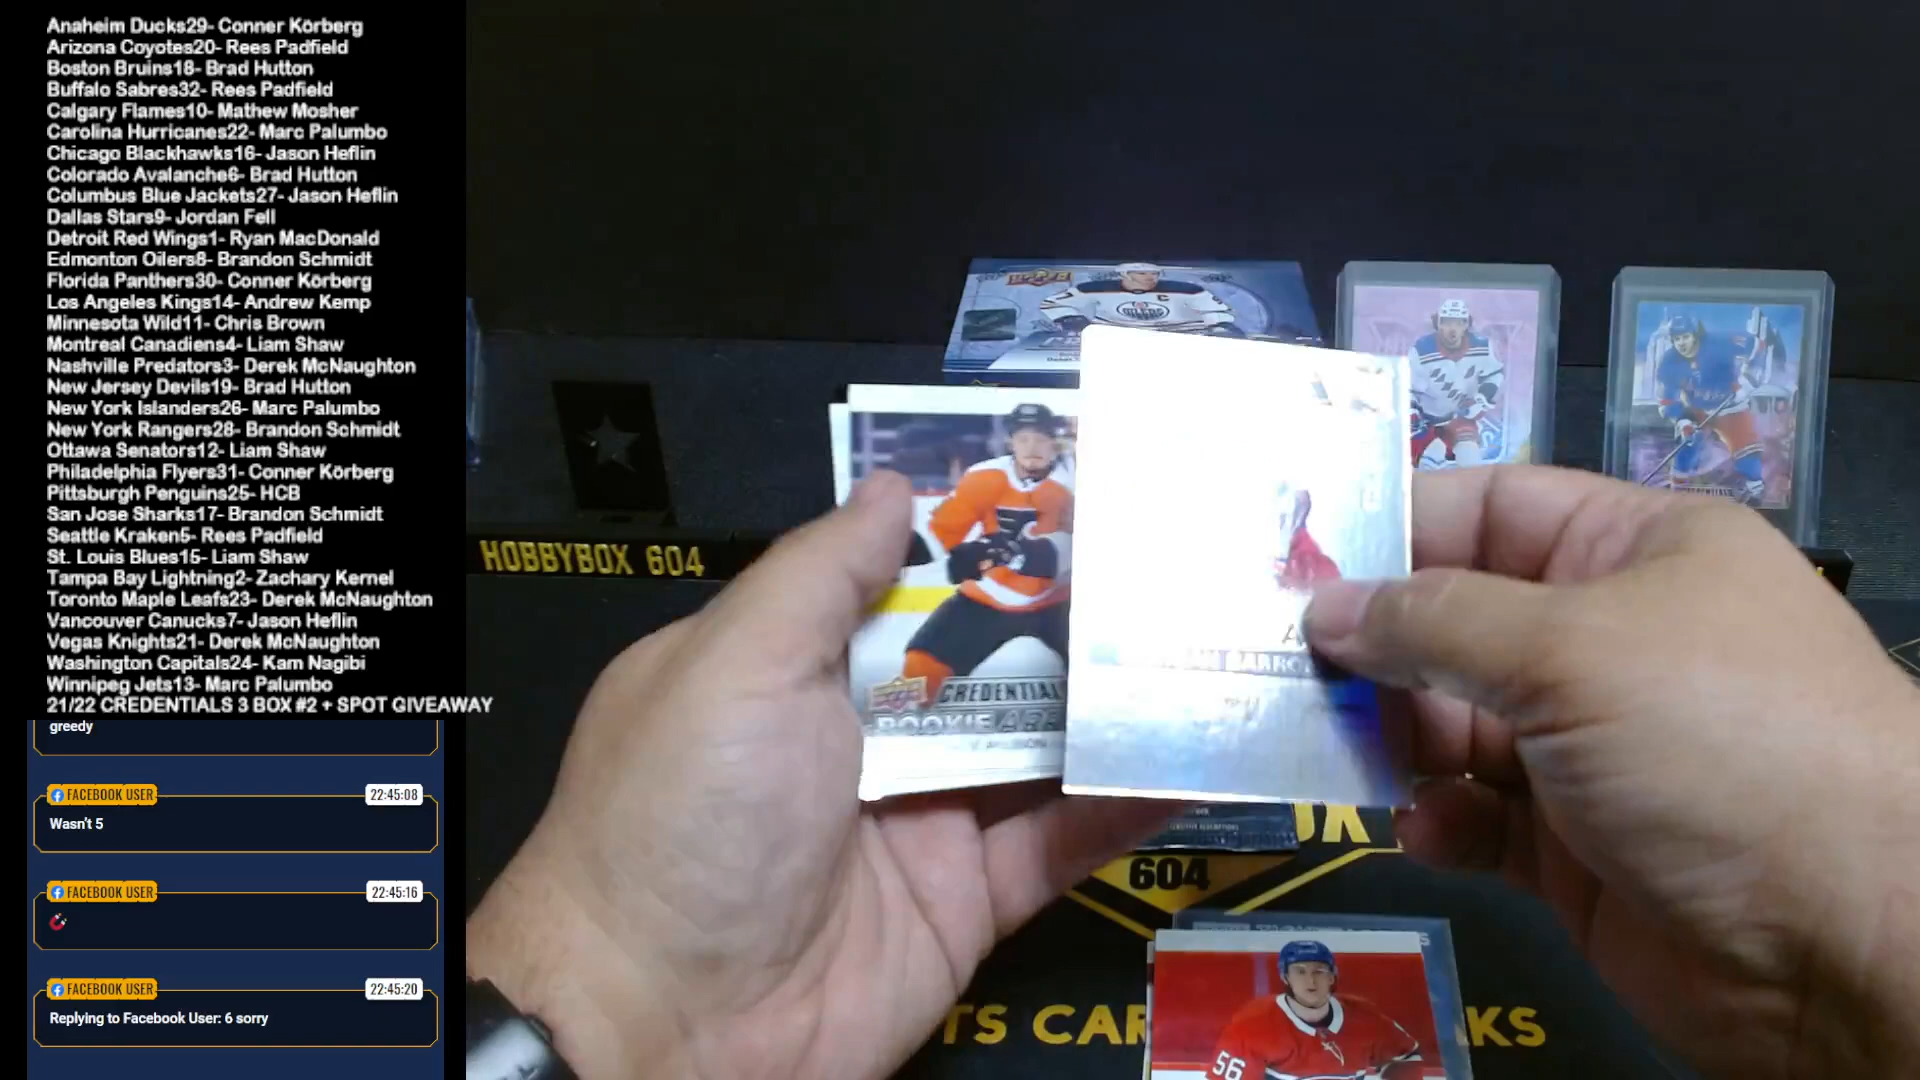 Anaheim Ducks29- Conner Körberg
Arizona Coyotes20- Rees Padfield
Boston Bruins18- Brad Hutton
Buffalo Sabres32- Rees Padfield
Calgary Flames10- Mathew Mosher
Carolina Hurricanes22- Marc Palumbo
Chicago Blackhawks16- Jason Heflin
Colorado Avalanche6- Brad Hutton
Columbus Blue Jackets27- Jason Heflin
Dallas Stars9- Jordan Fell
Detroit Red Wings1- Ryan MacDonald
Edmonton Oilers8- Brandon Schmidt
Florida Panthers30- Conner Körberg
Los Angeles Kings14- Andrew Kemp
Minnesota Wild11- Chris Brown
Montreal Canadiens4- Liam Shaw
Nashville Predators3- Derek McNaughton
New Jersey Devils19- Brad Hutton
New York Islanders26- Marc Palumbo
New York Rangers28- Brandon Schmidt
Ottawa Senators12- Liam Shaw
Philadelphia Flyers31- Conner Körberg
Pittsburgh Penguins25- HCB
San Jose Sharks17- Brandon Schmidt
Seattle Kraken5- Rees Padfield
St. Louis Blues15- Liam Shaw
Tampa Bay Lightning2- Zachary Kernel
Toronto Maple Leafs23- Derek McNaughton
Vancouver Canucks7- Jason Heflin
Vegas Knights21- Derek McNaughton
Washington Capitals24- Kam Nagibi
Winnipeg Jets13- Marc Palumbo
21/22 CREDENTIALS 3 BOX #2 + SPOT GIVEAWAY
greedy
FACEBOOK USER 22:45:08
Wasn't 5
FACEBOOK USER 22:45:16
FACEBOOK USER 22:45:20
Replying to Facebook User: 6 sorry
HOBBYBOX 604
OILERS
CREDENTIAL
ROOKIE
604
56